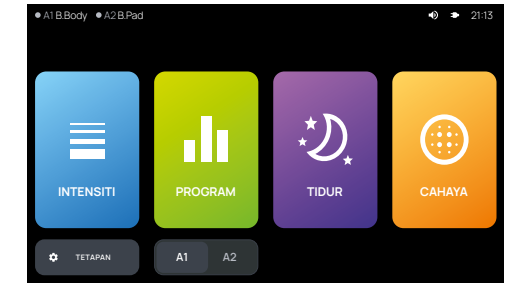 A1 B.Body A2 B.Pad 21:13
INTENSITI PROGRAM TIDUR CAHAYA
TETAPAN A1 A2